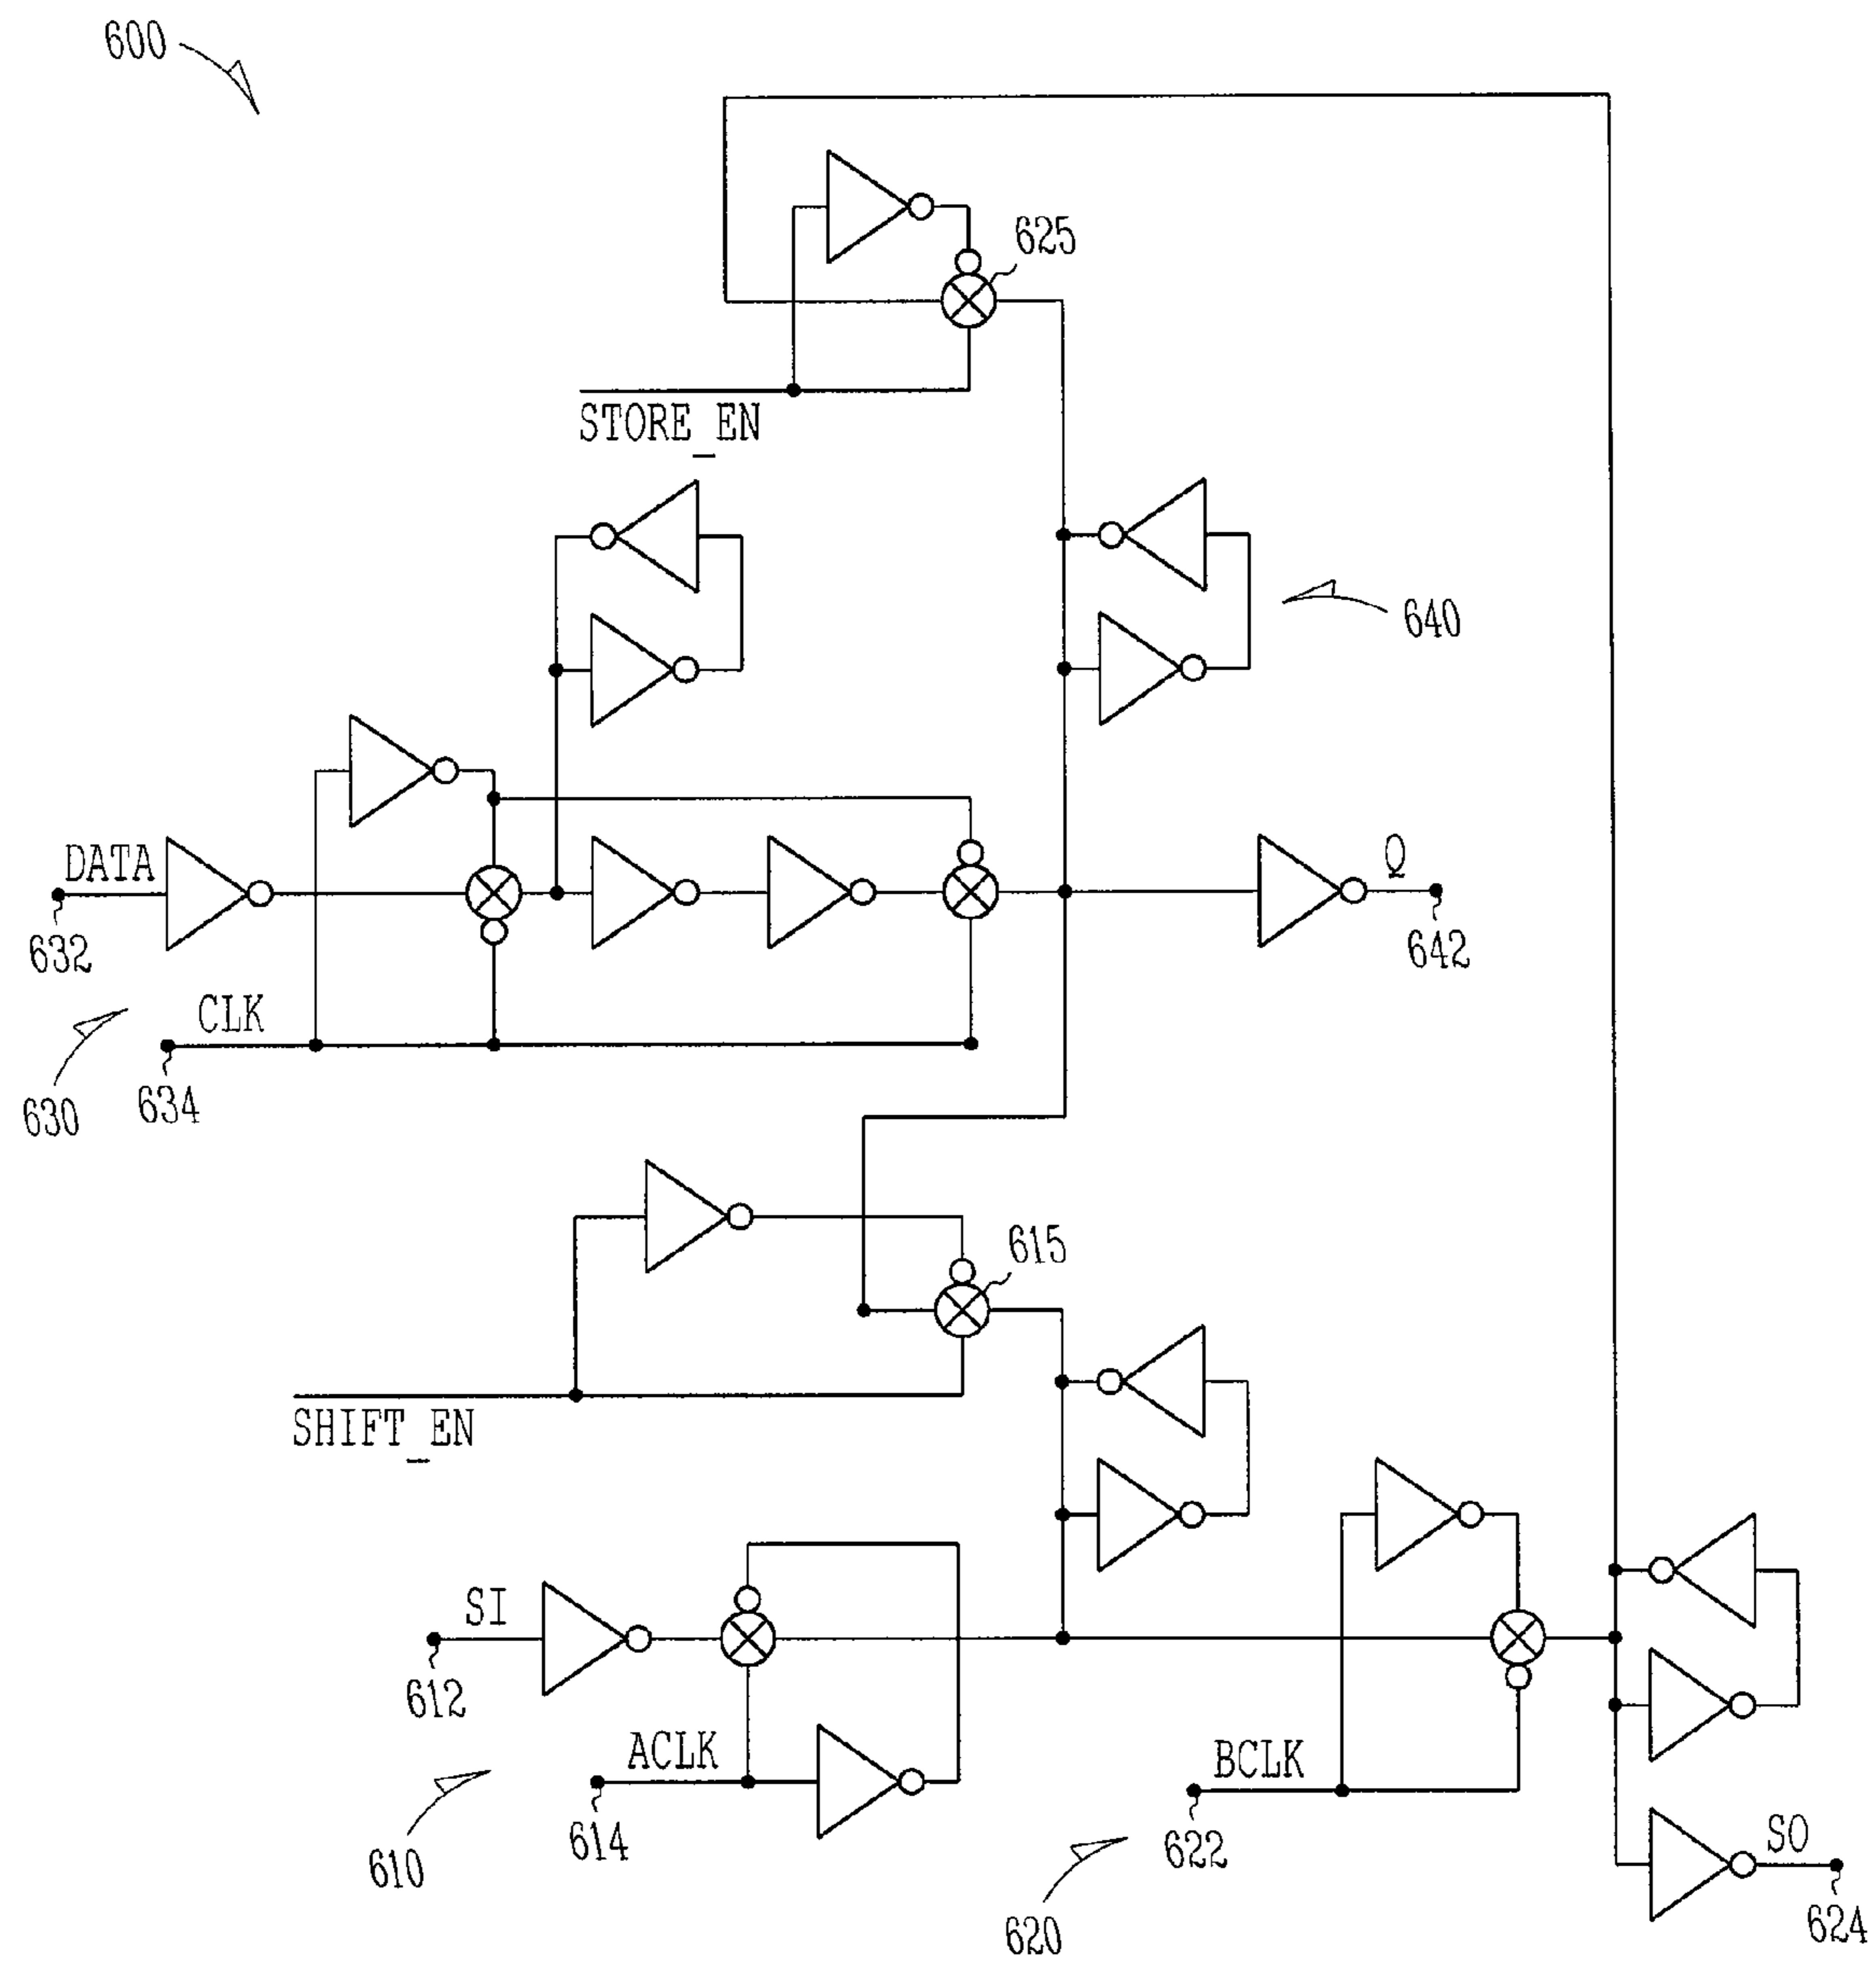 600
625
STORE_EN
640
DATA
Q
632
642
CLK
630
634
615
SHIFT_EN
SI
612
ACLK
BCLK
610
614
622
SO
620
624